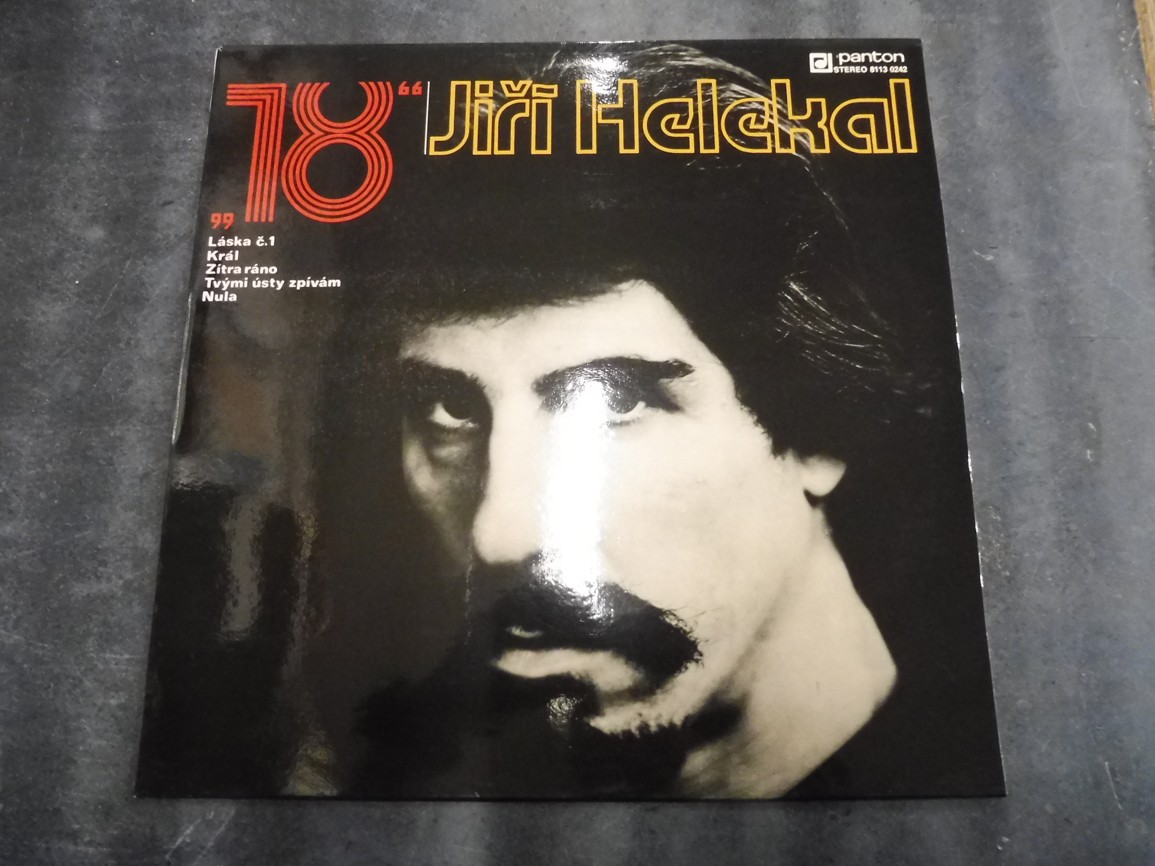 panton
STEREO 8113 0242
„78“ Jiří Helekal
Láska č.1
Král
Zítra ráno
Tvými ústy zpívám
Nula